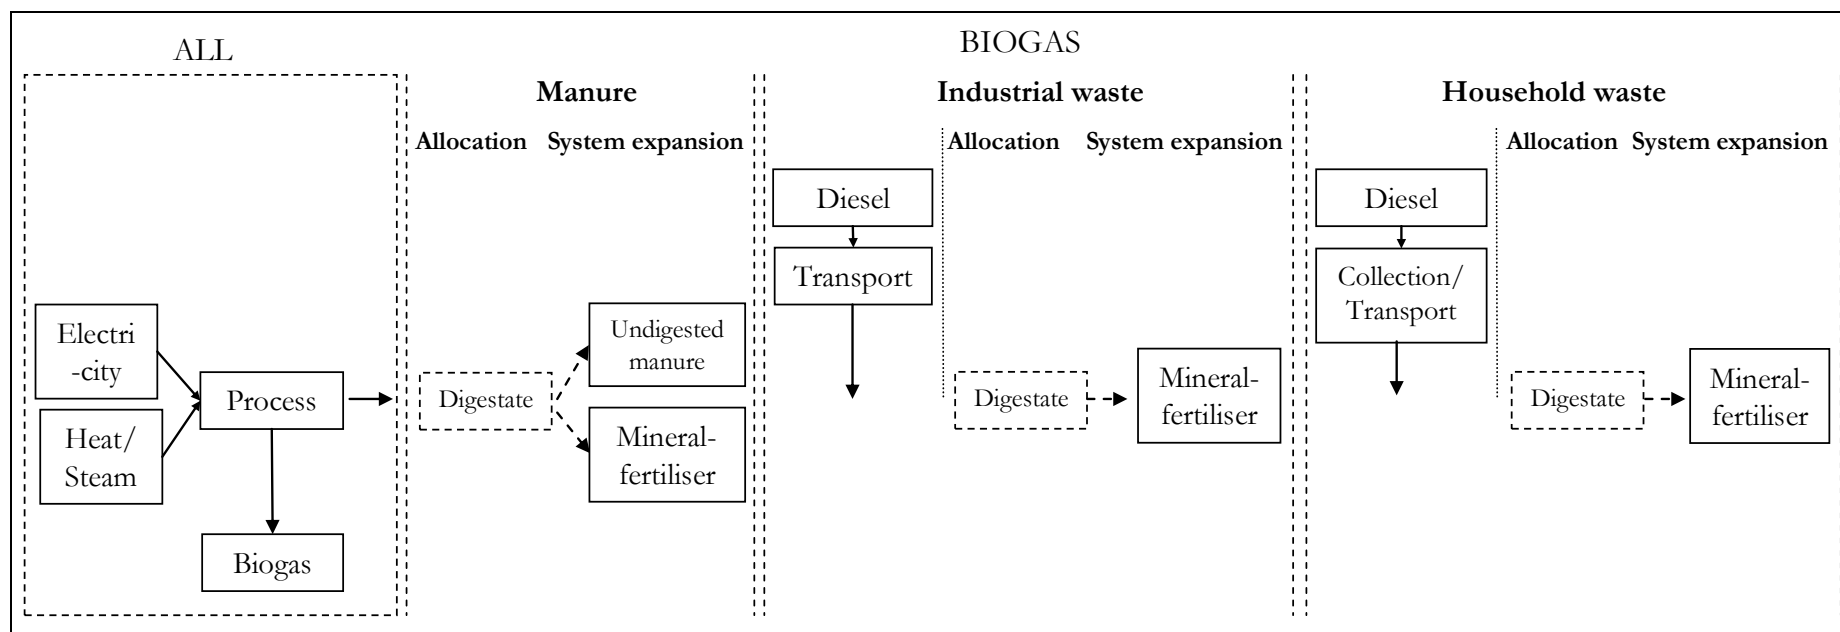 ALL
BIOGAS
Manure
Industrial waste
Household waste
Allocation
System expansion
Allocation
System expansion
Allocation
System expansion
Electri
-city
Heat/
Steam
Process
Biogas
Digestate
Undigested
manure
Mineral-
fertiliser
Diesel
Transport
Digestate
Mineral-
fertiliser
Diesel
Collection/
Transport
Digestate
Mineral-
fertiliser